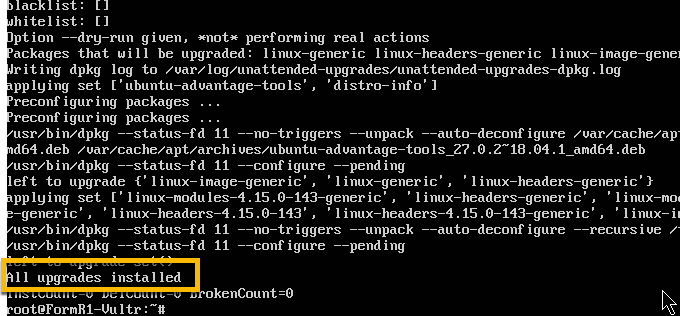 blacklist: []
whitelist: []
Option --dry-run given, *not* performing real actions
Packages that will be upgraded: linux-generic linux-headers-generic linux-image-gene
Writing dpkg log to /var/log/unattended-upgrades/unattended-upgrades-dpkg.log
applying set ['ubuntu-advantage-tools', 'distro-info']
Preconfiguring packages ...
Preconfiguring packages ...
/usr/bin/dpkg --status-fd 11 --no-triggers --unpack --auto-deconfigure /var/cache/apt
md64.deb /var/cache/apt/archives/ubuntu-advantage-tools_27.0.2~18.04.1_amd64.deb
/usr/bin/dpkg --status-fd 11 --configure --pending
left to upgrade {'linux-image-generic', 'linux-generic', 'linux-headers-generic'}
applying set ['linux-modules-4.15.0-143-generic', 'linux-headers-generic', 'linux-mod
e-generic', 'linux-headers-4.15.0-143', 'linux-headers-4.15.0-143-generic', 'linux-i
/usr/bin/dpkg --status-fd 11 --no-triggers --unpack --auto-deconfigure --recursive /
/usr/bin/dpkg --status-fd 11 --configure --pending
left to upgrade set()
All upgrades installed
InstCount=0 DelCount=0 BrokenCount=0
root@FormR1-Vultr:~#